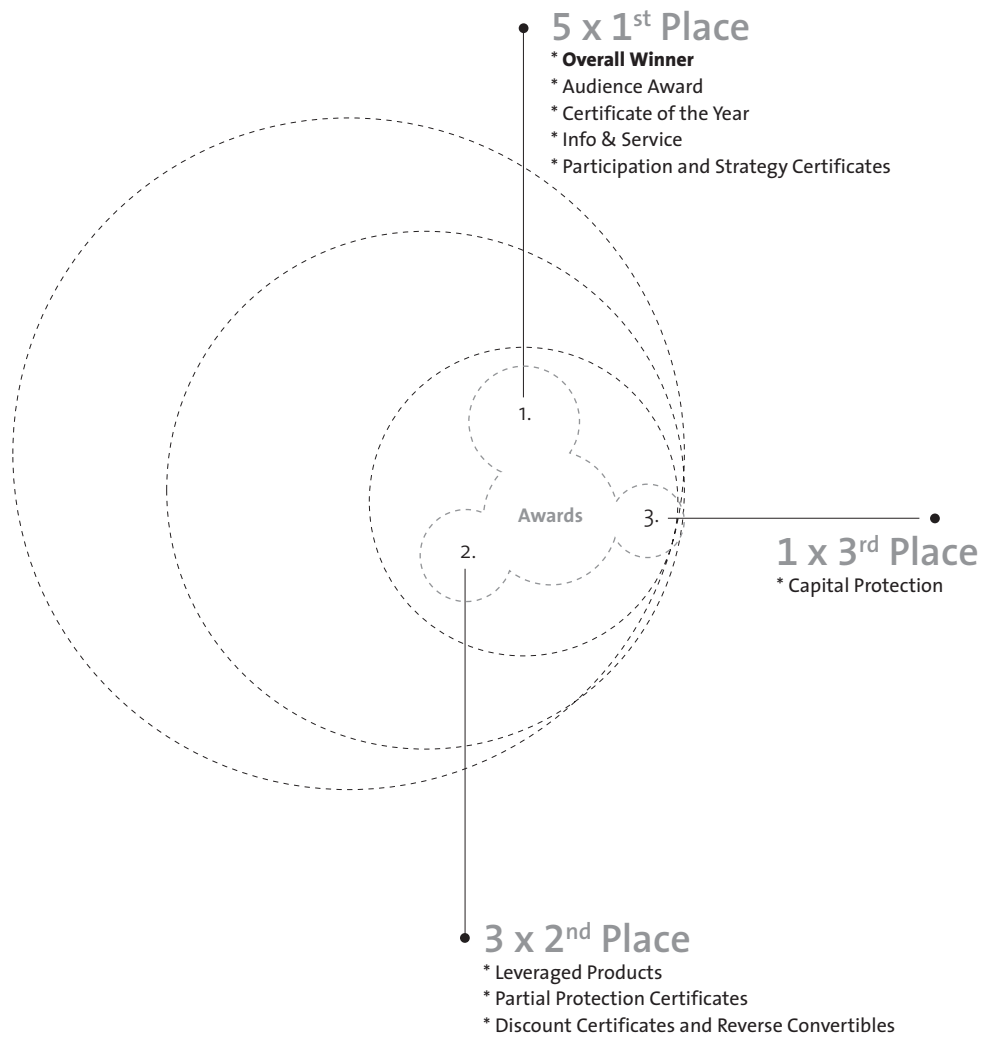 5 x 1st Place
* Overall Winner
* Audience Award
* Certificate of the Year
* Info & Service
* Participation and Strategy Certificates
1.
Awards
3.
2.
1 x 3rd Place
* Capital Protection
3 x 2nd Place
* Leveraged Products
* Partial Protection Certificates
* Discount Certificates and Reverse Convertibles